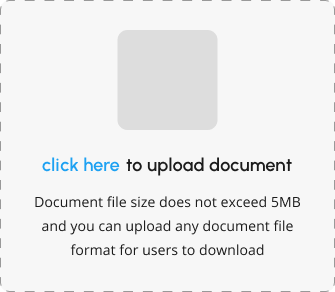 click here to upload document
Document file size does not exceed 5MB
and you can upload any document file
format for users to download